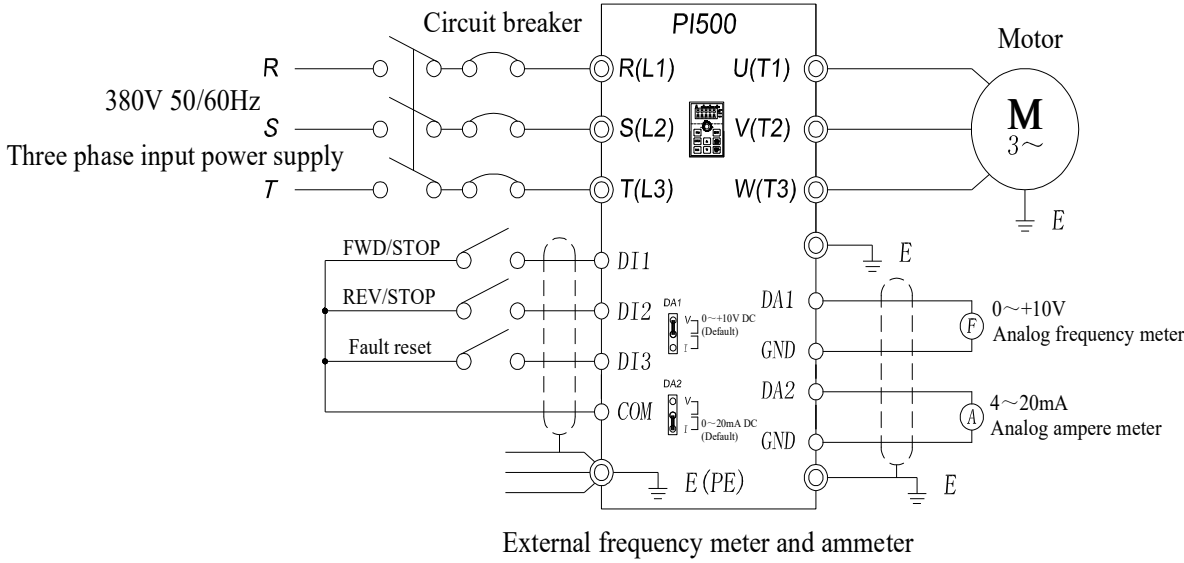 Circuit breaker
PI500
Motor
R
R(L1)
U(T1)
380V 50/60Hz
M
3～
S
S(L2)
V(T2)
Three phase input power supply
T
T(L3)
W(T3)
E
FWD/STOP
DI1
E
REV/STOP
DI2
DA1
V
I
0～+10V DC
(Default)
DA1
F
0～+10V
Analog frequency meter
GND
Fault reset
DI3
DA2
V
I
0～20mA DC
(Default)
DA2
A
4～20mA
Analog ampere meter
COM
GND
E(PE)
E
External frequency meter and ammeter